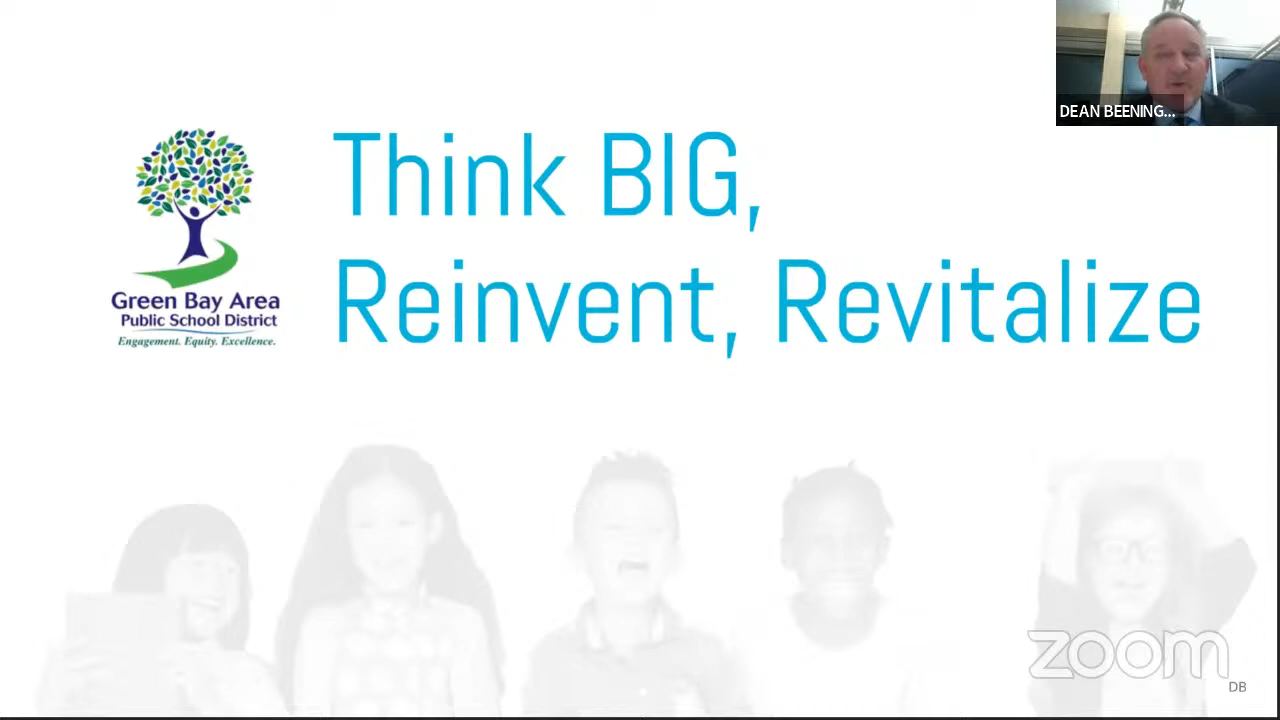 DEAN BEENING...
Think BIG,
Reinvent, Revitalize
Green Bay Area
Public School District
Engagement. Equity. Excellence.
zoom
DB